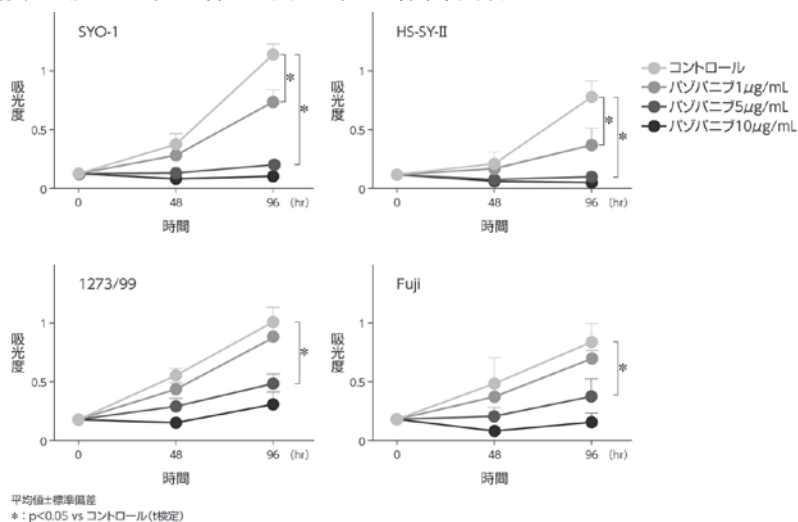 SYO-1
吸光度
1
0.5
0
0
48
96
(hr)
時間
*
*
HS-SY-II
吸光度
1
0.5
0
0
48
96
(hr)
時間
*
*
コントロール
パゾパニブ1μg/mL
パゾパニブ5μg/mL
パゾパニブ10μg/mL
1273/99
吸光度
1
0.5
0
0
48
96
(hr)
時間
*
Fuji
吸光度
1
0.5
0
0
48
96
(hr)
時間
*
平均値±標準偏差
*：p<0.05 vs コントロール(t検定)